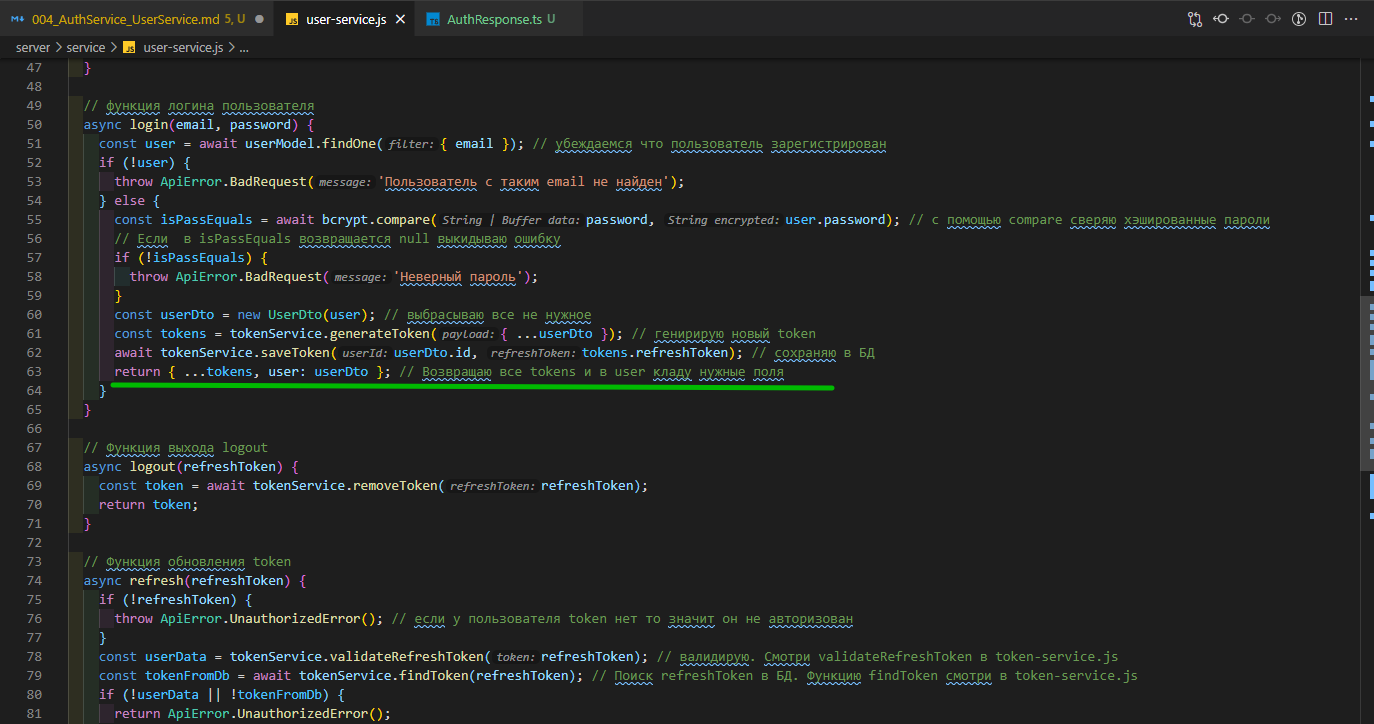 004_AuthService_UserService.md 5, U ● JS user-service.js × TS AuthResponse.ts U
server > service > JS user-service.js > ...
47 }
48
49 // функция логина пользователя
50 async login(email, password) {
51 const user = await userModel.findOne( filter: { email }); // убеждаемся что пользователь зарегистрирован
52 if (!user) {
53 throw ApiError.BadRequest( message: 'Пользователь с таким email не найден');
54 } else {
55 const isPassEquals = await bcrypt.compare( String | Buffer data: password, String encrypted: user.password); // с помощью compare сверяю хэшированные пароли
56 // Если  в isPassEquals возвращается null выкидываю ошибку
57 if (!isPassEquals) {
58 throw ApiError.BadRequest( message: 'Неверный пароль');
59 }
60 const userDto = new UserDto(user); // выбрасываю все не нужное
61 const tokens = tokenService.generateToken( payload: { ...userDto }); // генирирую новый token
62 await tokenService.saveToken( userId: userDto.id, refreshToken: tokens.refreshToken); // сохраняю в БД
63 return { ...tokens, user: userDto }; // Возвращаю все tokens и в user кладу нужные поля
64 }
65 }
66
67 // Функция выхода logout
68 async logout(refreshToken) {
69 const token = await tokenService.removeToken( refreshToken: refreshToken);
70 return token;
71 }
72
73 // Функция обновления token
74 async refresh(refreshToken) {
75 if (!refreshToken) {
76 throw ApiError.UnauthorizedError(); // если у пользователя token нет то значит он не авторизован
77 }
78 const userData = tokenService.validateRefreshToken( token: refreshToken); // валидирую. Смотри validateRefreshToken в token-service.js
79 const tokenFromDb = await tokenService.findToken(refreshToken); // Поиск refreshToken в БД. Функцию findToken смотри в token-service.js
80 if (!userData || !tokenFromDb) {
81 return ApiError.UnauthorizedError();